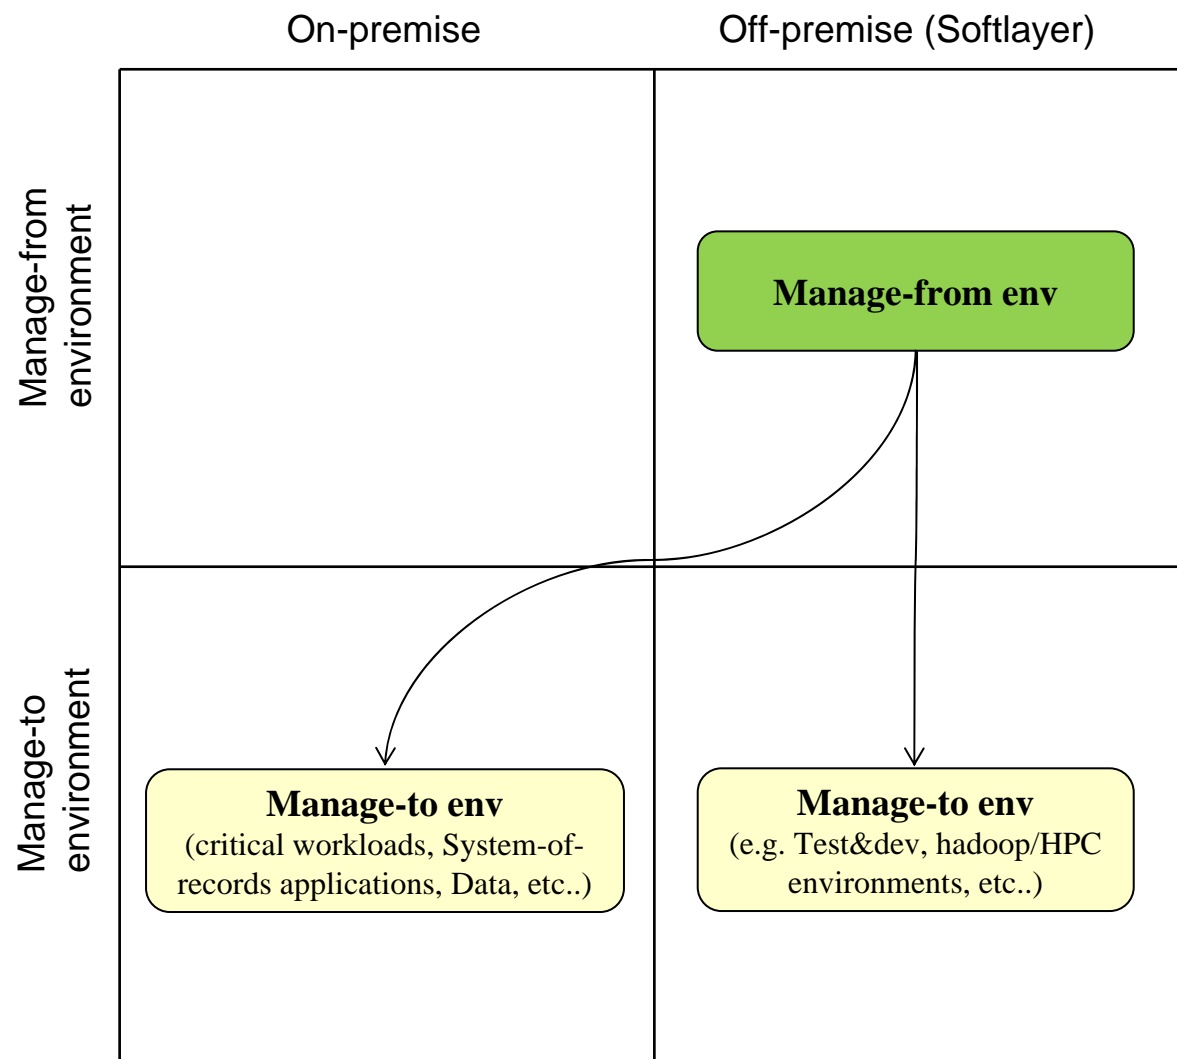 On-premise
Off-premise (Softlayer)
Manage-from
environment
Manage-from env
Manage-to
environment
Manage-to env
(critical workloads, System-of-
records applications, Data, etc..)
Manage-to env
(e.g. Test&dev, hadoop/HPC
environments, etc..)